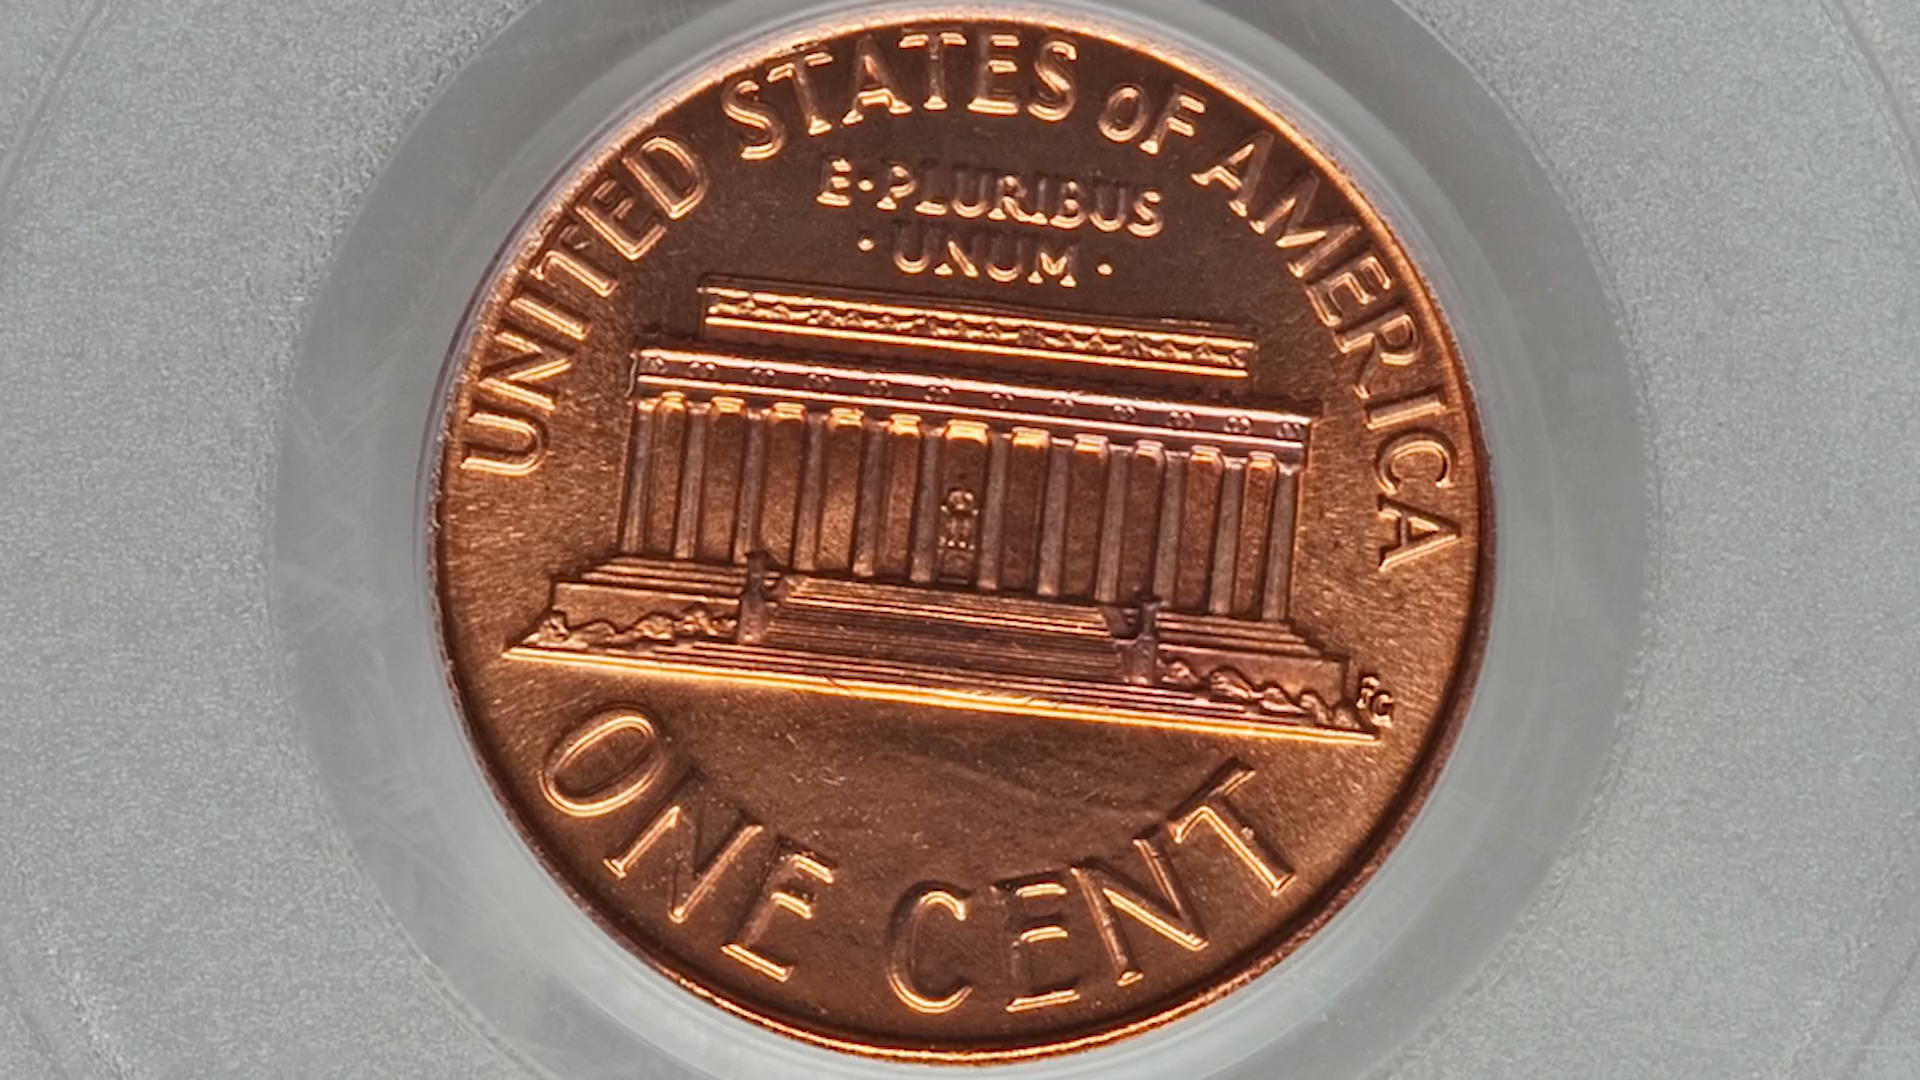 UNITED STATES OF AMERICA
E·PLURIBUS
·UNUM·
FG
ONE CENT